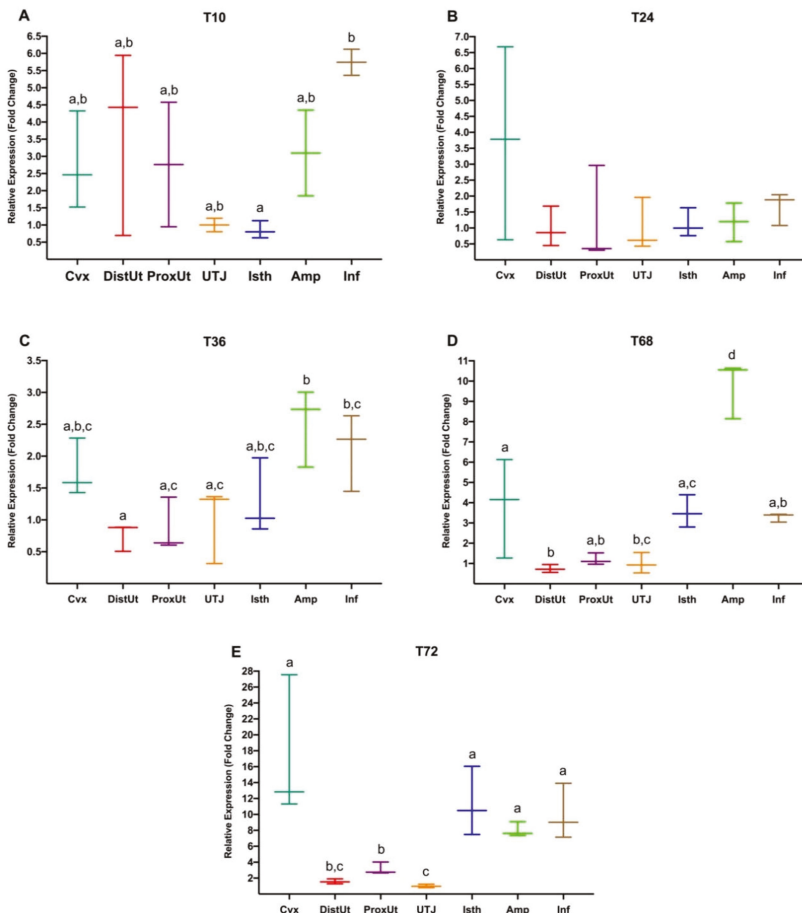 A
T10
Relative Expression (Fold Change)
6.5
6.0
5.5
5.0
4.5
4.0
3.5
3.0
2.5
2.0
1.5
1.0
0.5
a,b
a,b
a,b
a,b
a
a,b
b
Cvx DistUt ProxUt UTJ Isth Amp Inf
B
T24
Relative Expression (Fold Change)
7.0
6.5
6.0
5.5
5.0
4.5
4.0
3.5
3.0
2.5
2.0
1.5
1.0
0.5
Cvx DistUt ProxUt UTJ Isth Amp Inf
C
T36
Relative Expression (Fold Change)
3.5
3.0
2.5
2.0
1.5
1.0
0.5
a,b,c
a
a,c
a,c
a,b,c
b
b,c
Cvx DistUt ProxUt UTJ Isth Amp Inf
D
T68
Relative Expression (Fold Change)
11
10
9
8
7
6
5
4
3
2
1
a
b
a,b
b,c
a,c
d
a,b
Cvx DistUt ProxUt UTJ Isth Amp Inf
E
T72
Relative Expression (Fold Change)
28
26
24
22
20
18
16
14
12
10
8
6
4
2
a
b,c
b
c
a
a
a
Cvx DistUt ProxUt UTJ Isth Amp Inf